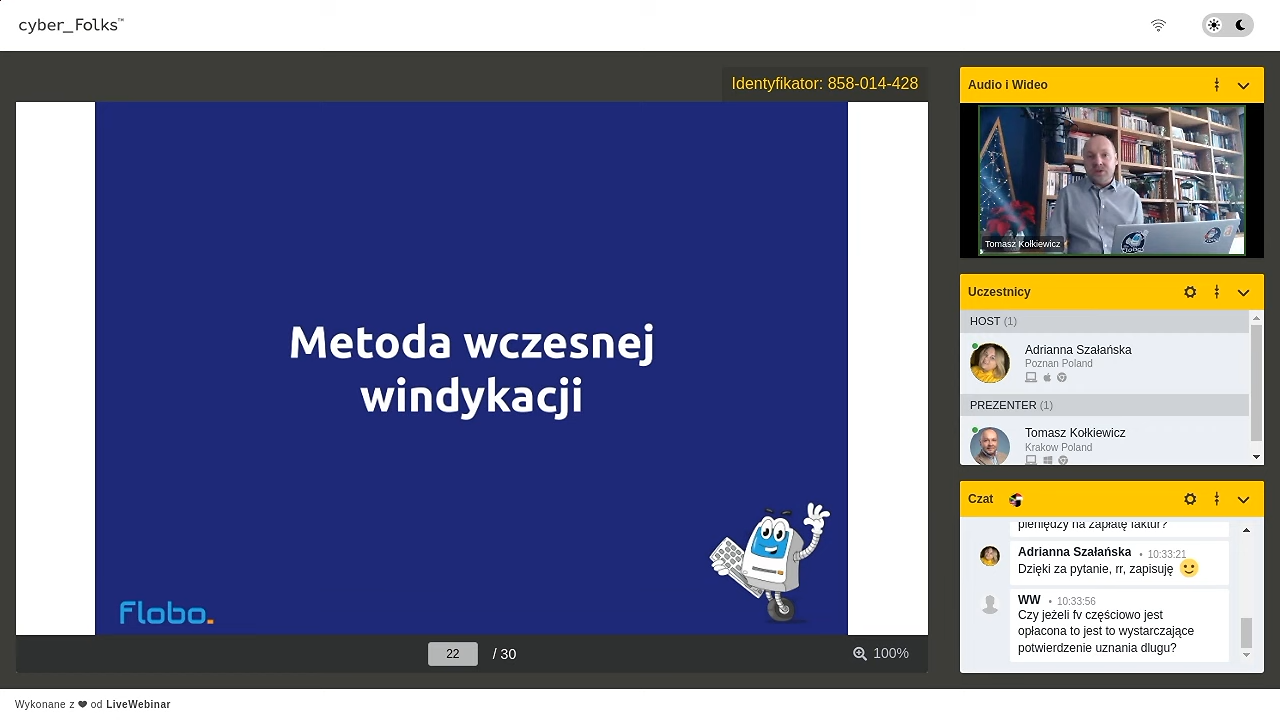 cyber_Folks™
Identyfikator: 858-014-428
Metoda wczesnej
windykacji
Flobo.
22 / 30
100%
Audio i Wideo
Tomasz Kołkiewicz
Uczestnicy
HOST (1)
Adrianna Szałańska
Poznan Poland
PREZENTER (1)
Tomasz Kołkiewicz
Krakow Poland
Czat
pieniędzy na zapłatę faktur?
Adrianna Szałańska • 10:33:21
Dzięki za pytanie, rr, zapisuję
WW • 10:33:56
Czy jeżeli fv częściowo jest
opłacona to jest to wystarczające
potwierdzenie uznania dlugu?
Wykonane z ❤ od LiveWebinar